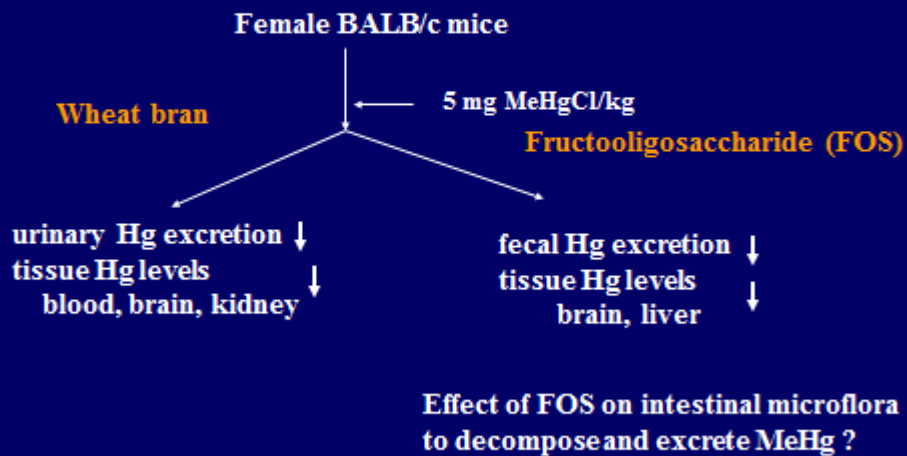 Female BALB/c mice
5 mg MeHgCl/kg
Wheat bran
Fructooligosaccharide (FOS)
urinary Hg excretion ↓
tissue Hg levels ↓
blood, brain, kidney
fecal Hg excretion ↓
tissue Hg levels ↓
brain, liver
Effect of FOS on intestinal microflora
to decompose and excrete MeHg ?